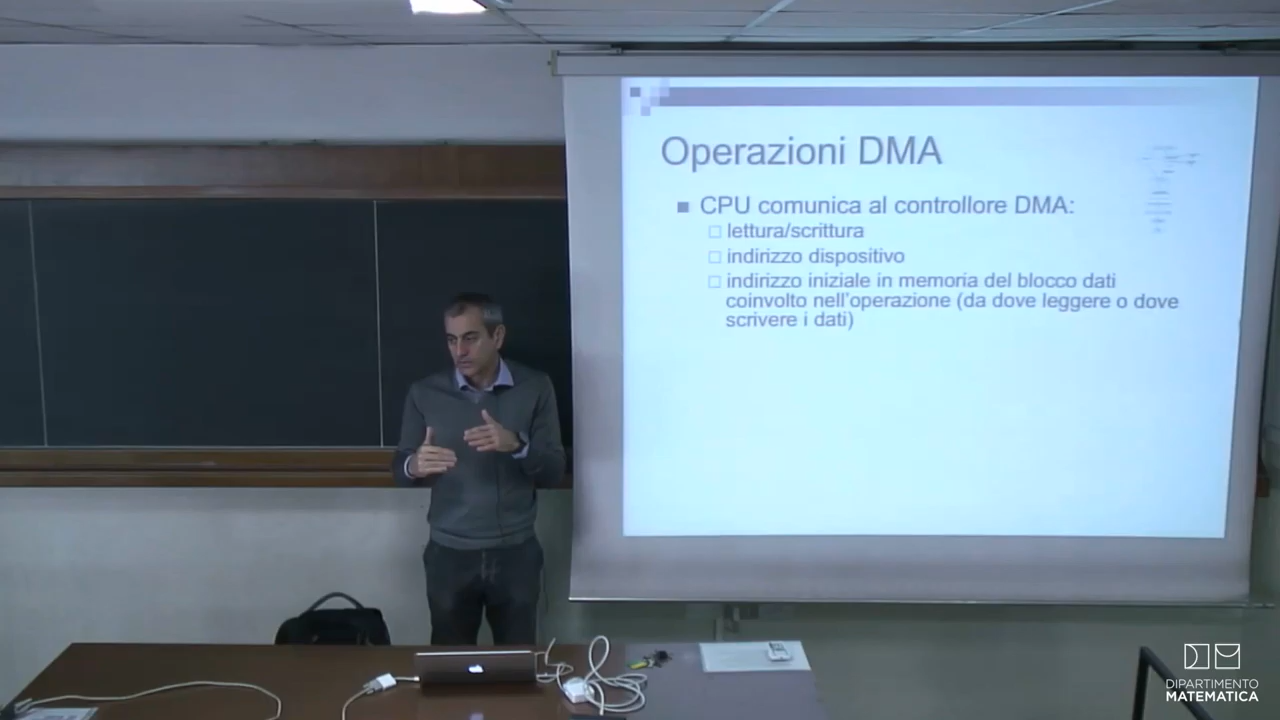 Operazioni DMA
CPU comunica al controllore DMA:
lettura/scrittura
indirizzo dispositivo
indirizzo iniziale in memoria del blocco dati
coinvolto nell'operazione (da dove leggere o dove
scrivere i dati)
DIPARTIMENTO
MATEMATICA